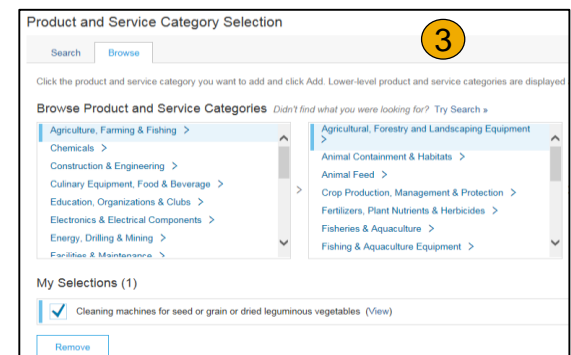 Product and Service Category Selection
3
Search Browse
Click the product and service category you want to add and click Add. Lower-level product and service categories are displayed
Browse Product and Service Categories Didn't find what you were looking for? Try Search »
Agriculture, Farming & Fishing >
Chemicals >
Construction & Engineering >
Culinary Equipment, Food & Beverage >
Education, Organizations & Clubs >
Electronics & Electrical Components >
Energy, Drilling & Mining >
Facilities & Maintenance >
>
Agricultural, Forestry and Landscaping Equipment
>
Animal Containment & Habitats >
Animal Feed >
Crop Production, Management & Protection >
Fertilizers, Plant Nutrients & Herbicides >
Fisheries & Aquaculture >
Fishing & Aquaculture Equipment >
My Selections (1)
Cleaning machines for seed or grain or dried leguminous vegetables (View)
Remove